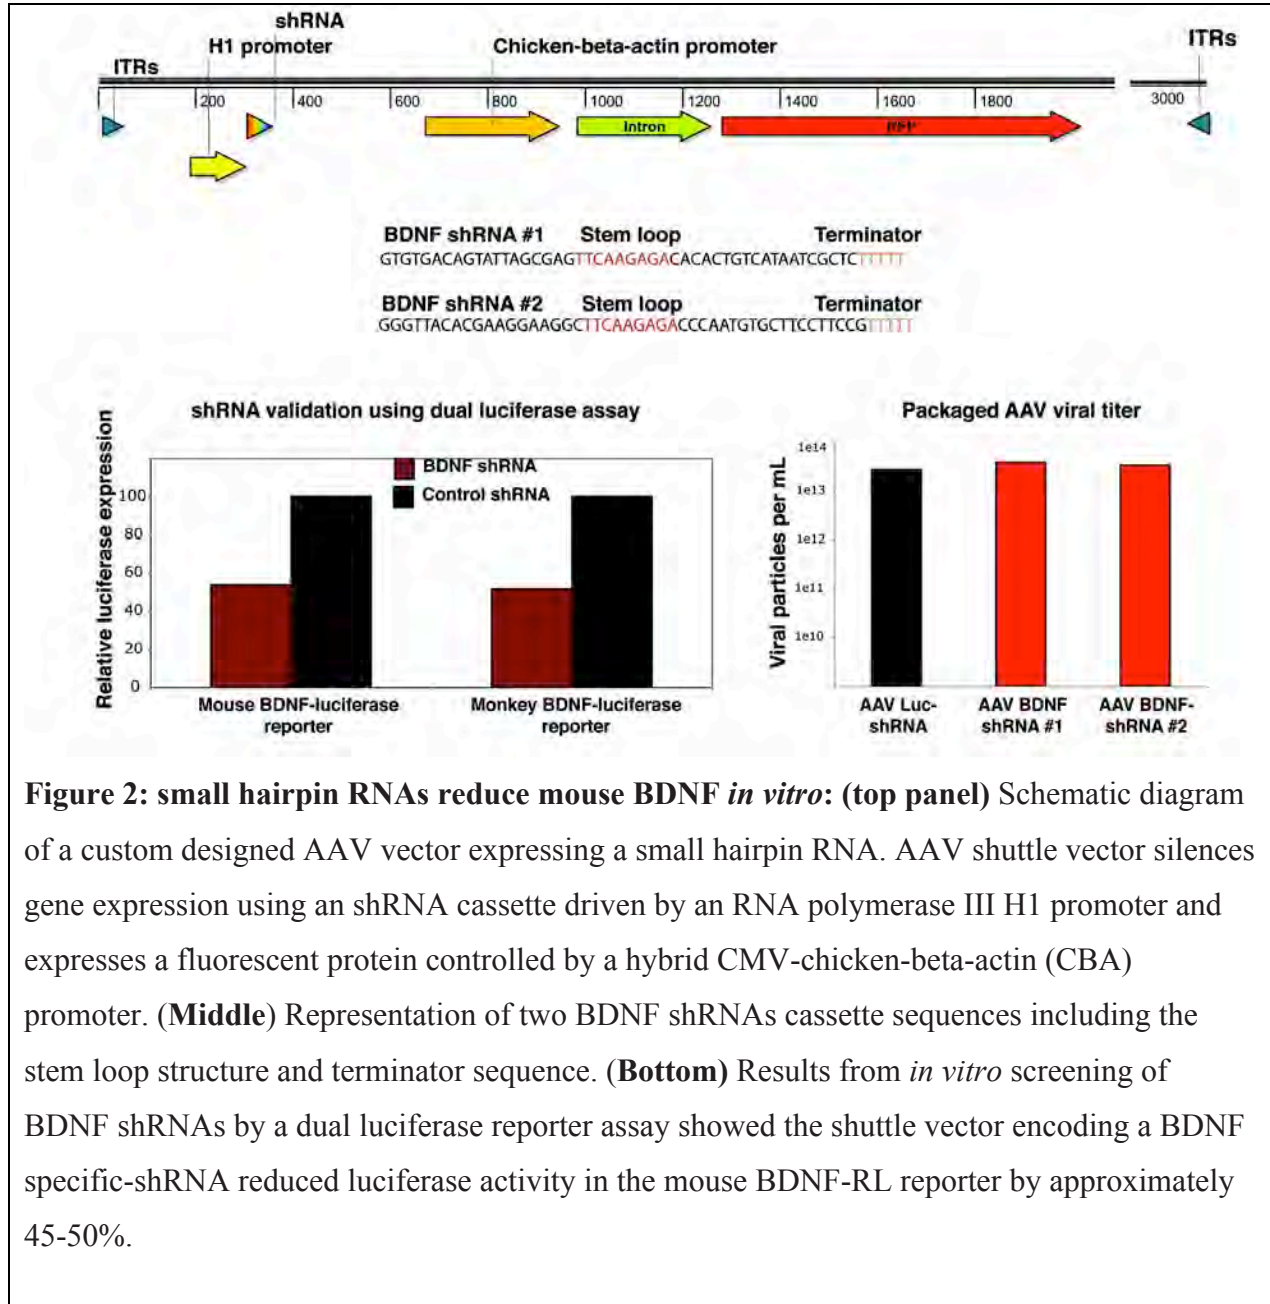 shRNA
H1 promoter
Chicken-beta-actin promoter
ITRs
ITRs
200 400 600 800 1000 1200 1400 1600 1800 3000
Intron
RFP
BDNF shRNA #1 Stem loop Terminator
GTGTGACAGTATTAGCGAGTTCAAGAGACACACTGTCATAATCGCTCTTTTT
BDNF shRNA #2 Stem loop Terminator
GGGTTACACGAAGGAAGGCTTCAAGAGACCCAATGTGCTTCCTTCCGTTTTT
shRNA validation using dual luciferase assay
Relative luciferase expression
BDNF shRNA
Control shRNA
100
80
60
40
20
0
Mouse BDNF-luciferase
reporter
Monkey BDNF-luciferase
reporter
Packaged AAV viral titer
Viral particles per mL
1e14
1e13
1e12
1e11
1e10
AAV Luc-
shRNA
AAV BDNF
shRNA #1
AAV BDNF-
shRNA #2
Figure 2: small hairpin RNAs reduce mouse BDNF in vitro: (top panel) Schematic diagram
of a custom designed AAV vector expressing a small hairpin RNA. AAV shuttle vector silences
gene expression using an shRNA cassette driven by an RNA polymerase III H1 promoter and
expresses a fluorescent protein controlled by a hybrid CMV-chicken-beta-actin (CBA)
promoter. (Middle) Representation of two BDNF shRNAs cassette sequences including the
stem loop structure and terminator sequence. (Bottom) Results from in vitro screening of
BDNF shRNAs by a dual luciferase reporter assay showed the shuttle vector encoding a BDNF
specific-shRNA reduced luciferase activity in the mouse BDNF-RL reporter by approximately
45-50%.